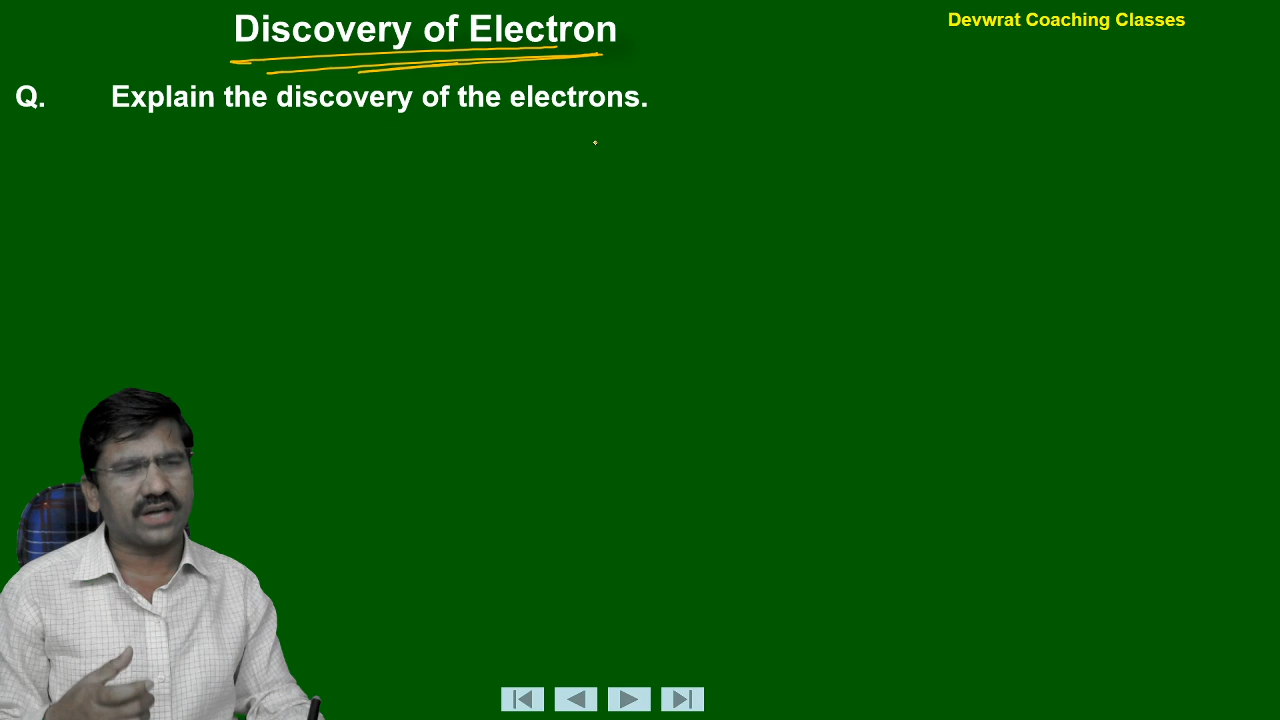 Discovery of Electron
Devwrat Coaching Classes
Q. Explain the discovery of the electrons.